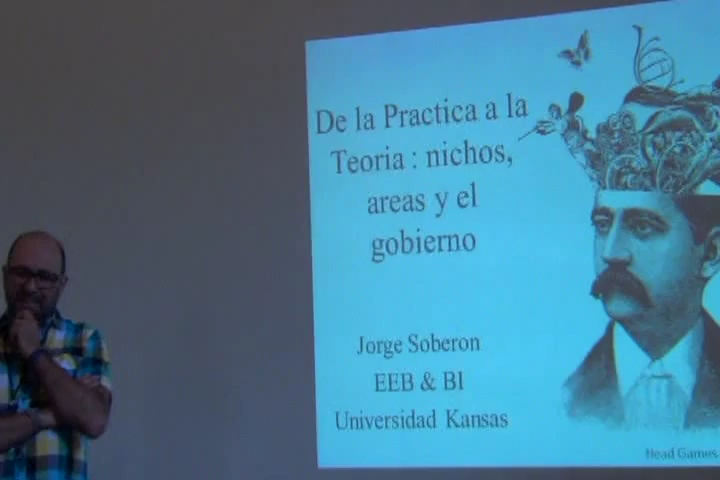 De la Practica a la
Teoria : nichos,
areas y el
gobierno
Jorge Soberon
EEB & BI
Universidad Kansas
Head Games